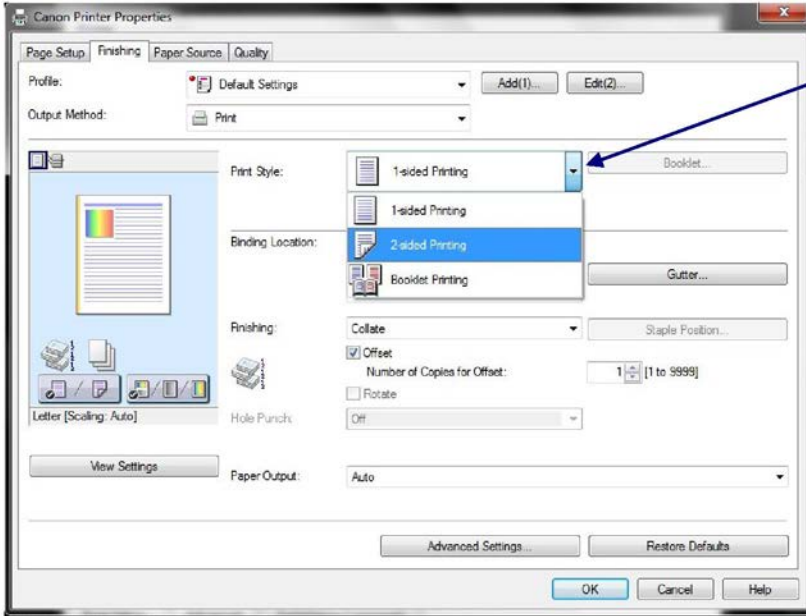 Canon Printer Properties
Page Setup Finishing Paper Source Quality
Profile: Default Settings Add(1)... Edit(2)...
Output Method: Print
Print Style: 1-sided Printing Booklet...
1-sided Printing
Binding Location: 2-sided Printing
Booklet Printing Gutter...
Finishing: Collate Staple Position...
Offset
Number of Copies for Offset: 1 [1 to 9999]
Rotate
Letter [Scaling: Auto] Hole Punch: Off
View Settings Paper Output: Auto
Advanced Settings... Restore Defaults
OK Cancel Help